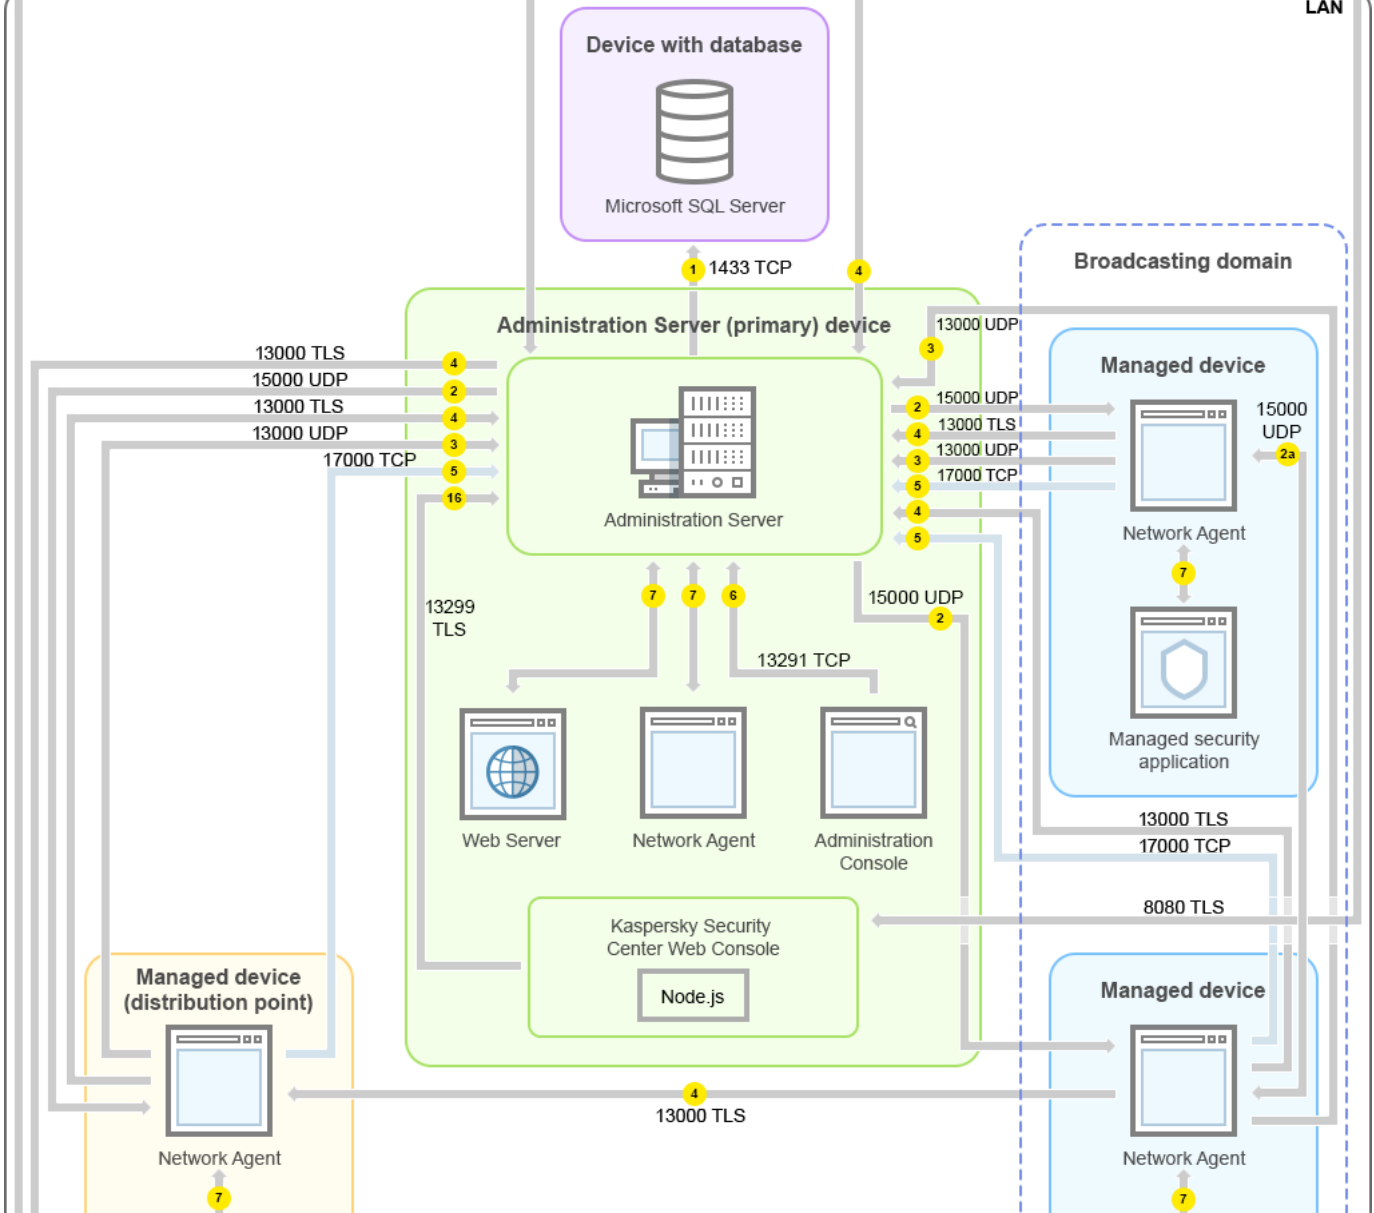 LAN
Device with database
Microsoft SQL Server
1
1433 TCP
4
Broadcasting domain
Administration Server (primary) device
13000 UDP
3
13000 TLS
4
15000 UDP
2
13000 TLS
4
13000 UDP
3
17000 TCP
5
16
Administration Server
15000 UDP
2
13000 TLS
4
13000 UDP
3
17000 TCP
5
4
5
Managed device
15000
UDP
2a
Network Agent
7
Managed security
application
13299
TLS
7
7
6
15000 UDP
2
13291 TCP
Web Server
Network Agent
Administration
Console
13000 TLS
17000 TCP
8080 TLS
Kaspersky Security
Center Web Console
Node.js
Managed device
(distribution point)
Network Agent
7
4
13000 TLS
Managed device
Network Agent
7